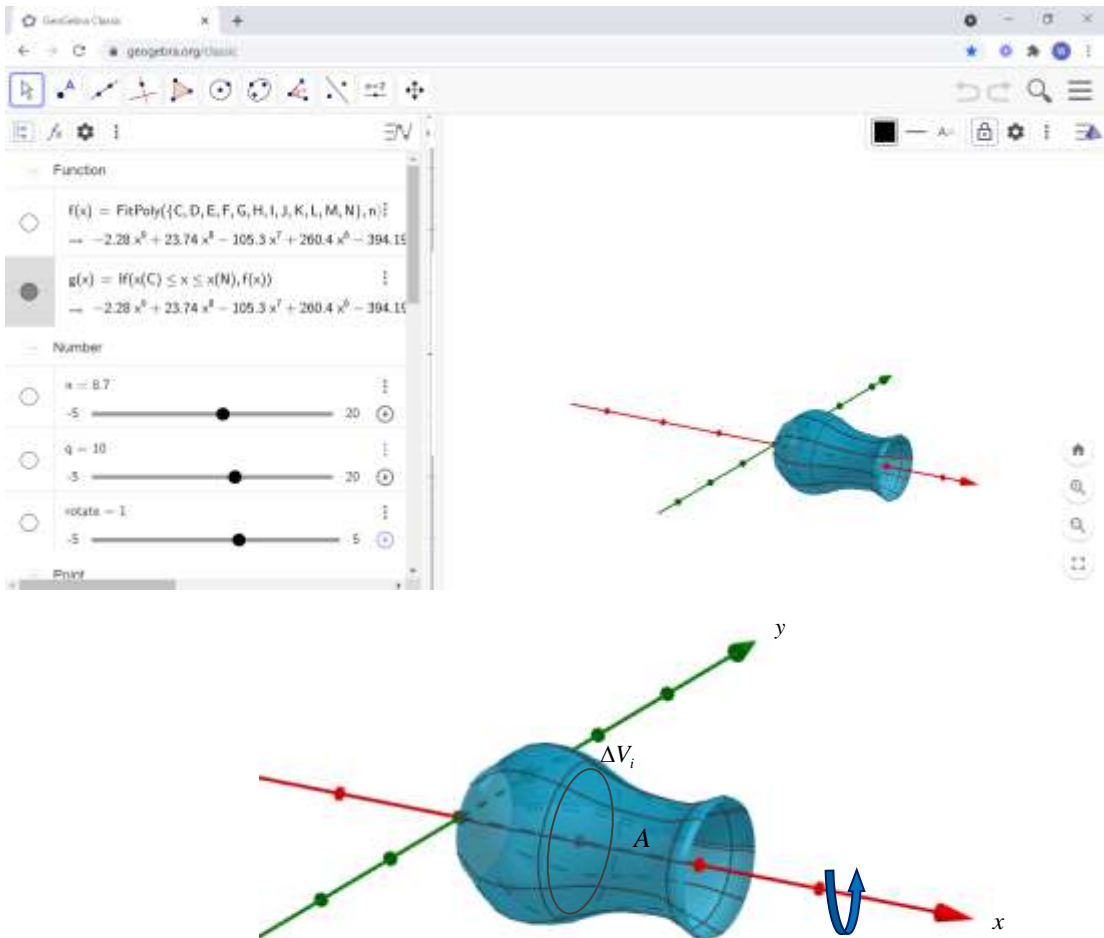 GeoGebra Classic
geogebra.org/classic
Function
f(x) = FitPoly({C, D, E, F, G, H, I, J, K, L, M, N}, n)
→ −2.28 x⁹ + 23.74 x⁸ − 105.3 x⁷ + 260.4 x⁶ − 394.19
g(x) = If(x(C) ≤ x ≤ x(N), f(x))
→ −2.28 x⁹ + 23.74 x⁸ − 105.3 x⁷ + 260.4 x⁶ − 394.19
Number
= 8.7
-5 20
q = 10
-5 20
rotate = 1
-5 5
Point
y
ΔVᵢ
A
x